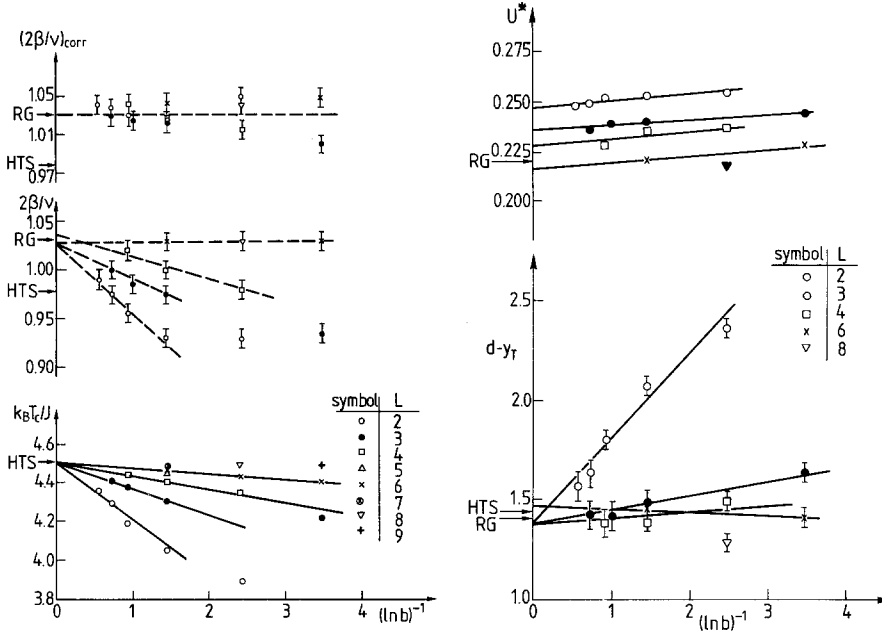 (2β/ν)corr
1.05
RG
1.01
HTS
0.97
2β/ν
1.05
RG
1.00
HTS
0.95
0.90
kBTc/J
symbol L
2
3
4
5
6
7
8
9
4.6
HTS
4.4
4.2
4.0
3.8
0 1 2 3 4
(ln b)⁻¹
U*
0.275
0.250
0.225
RG
0.200
symbol L
2
3
4
6
8
2.5
d-yT
2.0
1.5
HTS
RG
1.0
0 1 2 3 4
(ln b)⁻¹